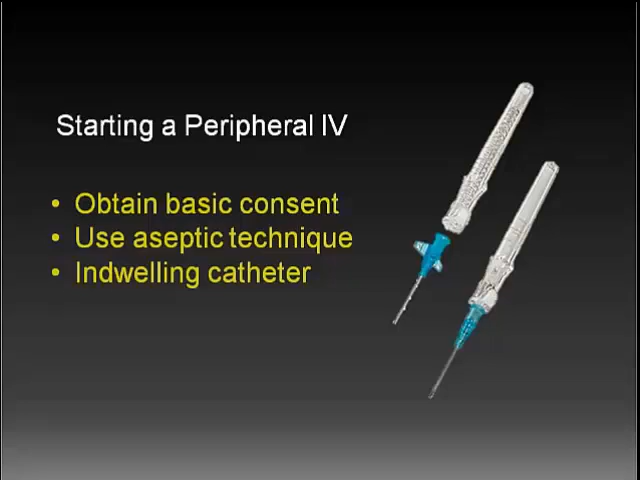 Starting a Peripheral IV
• Obtain basic consent
• Use aseptic technique
• Indwelling catheter